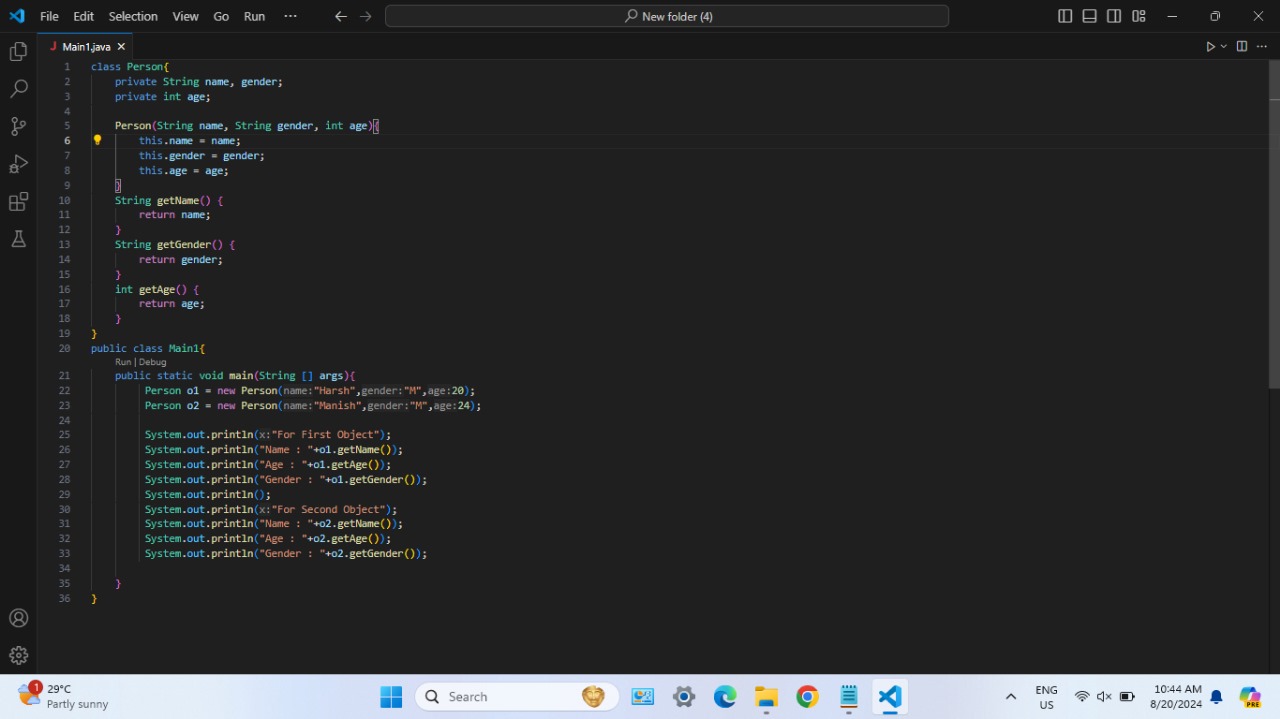 File Edit Selection View Go Run ··· New folder (4)
J Main1.java
1 class Person{
2 private String name, gender;
3 private int age;
4
5 Person(String name, String gender, int age){
6 this.name = name;
7 this.gender = gender;
8 this.age = age;
9 }
10 String getName() {
11 return name;
12 }
13 String getGender() {
14 return gender;
15 }
16 int getAge() {
17 return age;
18 }
19 }
20 public class Main1{
Run | Debug
21 public static void main(String [] args){
22 Person o1 = new Person(name:"Harsh",gender:"M",age:20);
23 Person o2 = new Person(name:"Manish",gender:"M",age:24);
24
25 System.out.println(x:"For First Object");
26 System.out.println("Name : "+o1.getName());
27 System.out.println("Age : "+o1.getAge());
28 System.out.println("Gender : "+o1.getGender());
29 System.out.println();
30 System.out.println(x:"For Second Object");
31 System.out.println("Name : "+o2.getName());
32 System.out.println("Age : "+o2.getAge());
33 System.out.println("Gender : "+o2.getGender());
34
35 }
36 }
1 29°C
Partly sunny
Search
ENG
US
10:44 AM
8/20/2024
PRE